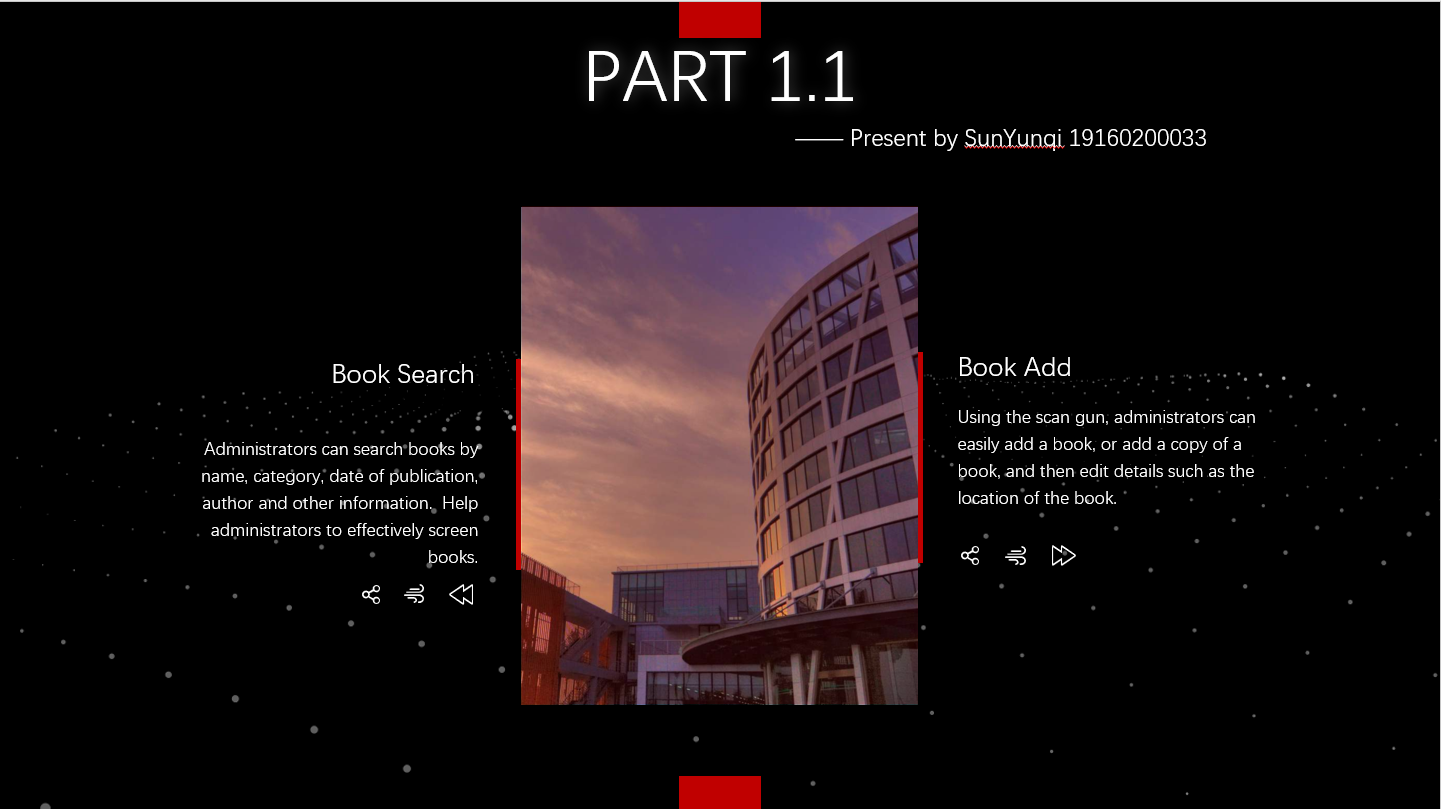 PART 1.1
—— Present by SunYunqi 19160200033
Book Search
Administrators can search books by
name, category, date of publication,
author and other information.  Help
administrators to effectively screen
books.
Book Add
Using the scan gun, administrators can
easily add a book, or add a copy of a
book, and then edit details such as the
location of the book.